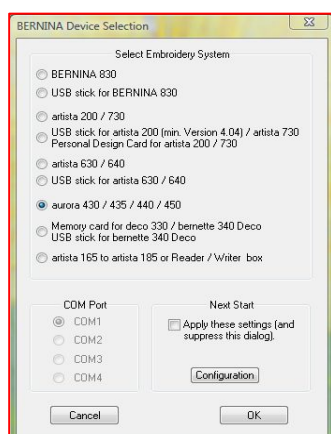 BERNINA Device Selection
Select Embroidery System
BERNINA 830
USB stick for BERNINA 830
artista 200 / 730
USB stick for artista 200 (min. Version 4.04) / artista 730
Personal Design Card for artista 200 / 730
artista 630 / 640
USB stick for artista 630 / 640
aurora 430 / 435 / 440 / 450
Memory card for deco 330 / bernette 340 Deco
USB stick for bernette 340 Deco
artista 165 to artista 185 or Reader / Writer box
COM Port
COM1
COM2
COM3
COM4
Next Start
Apply these settings (and
suppress this dialog).
Configuration
Cancel
OK